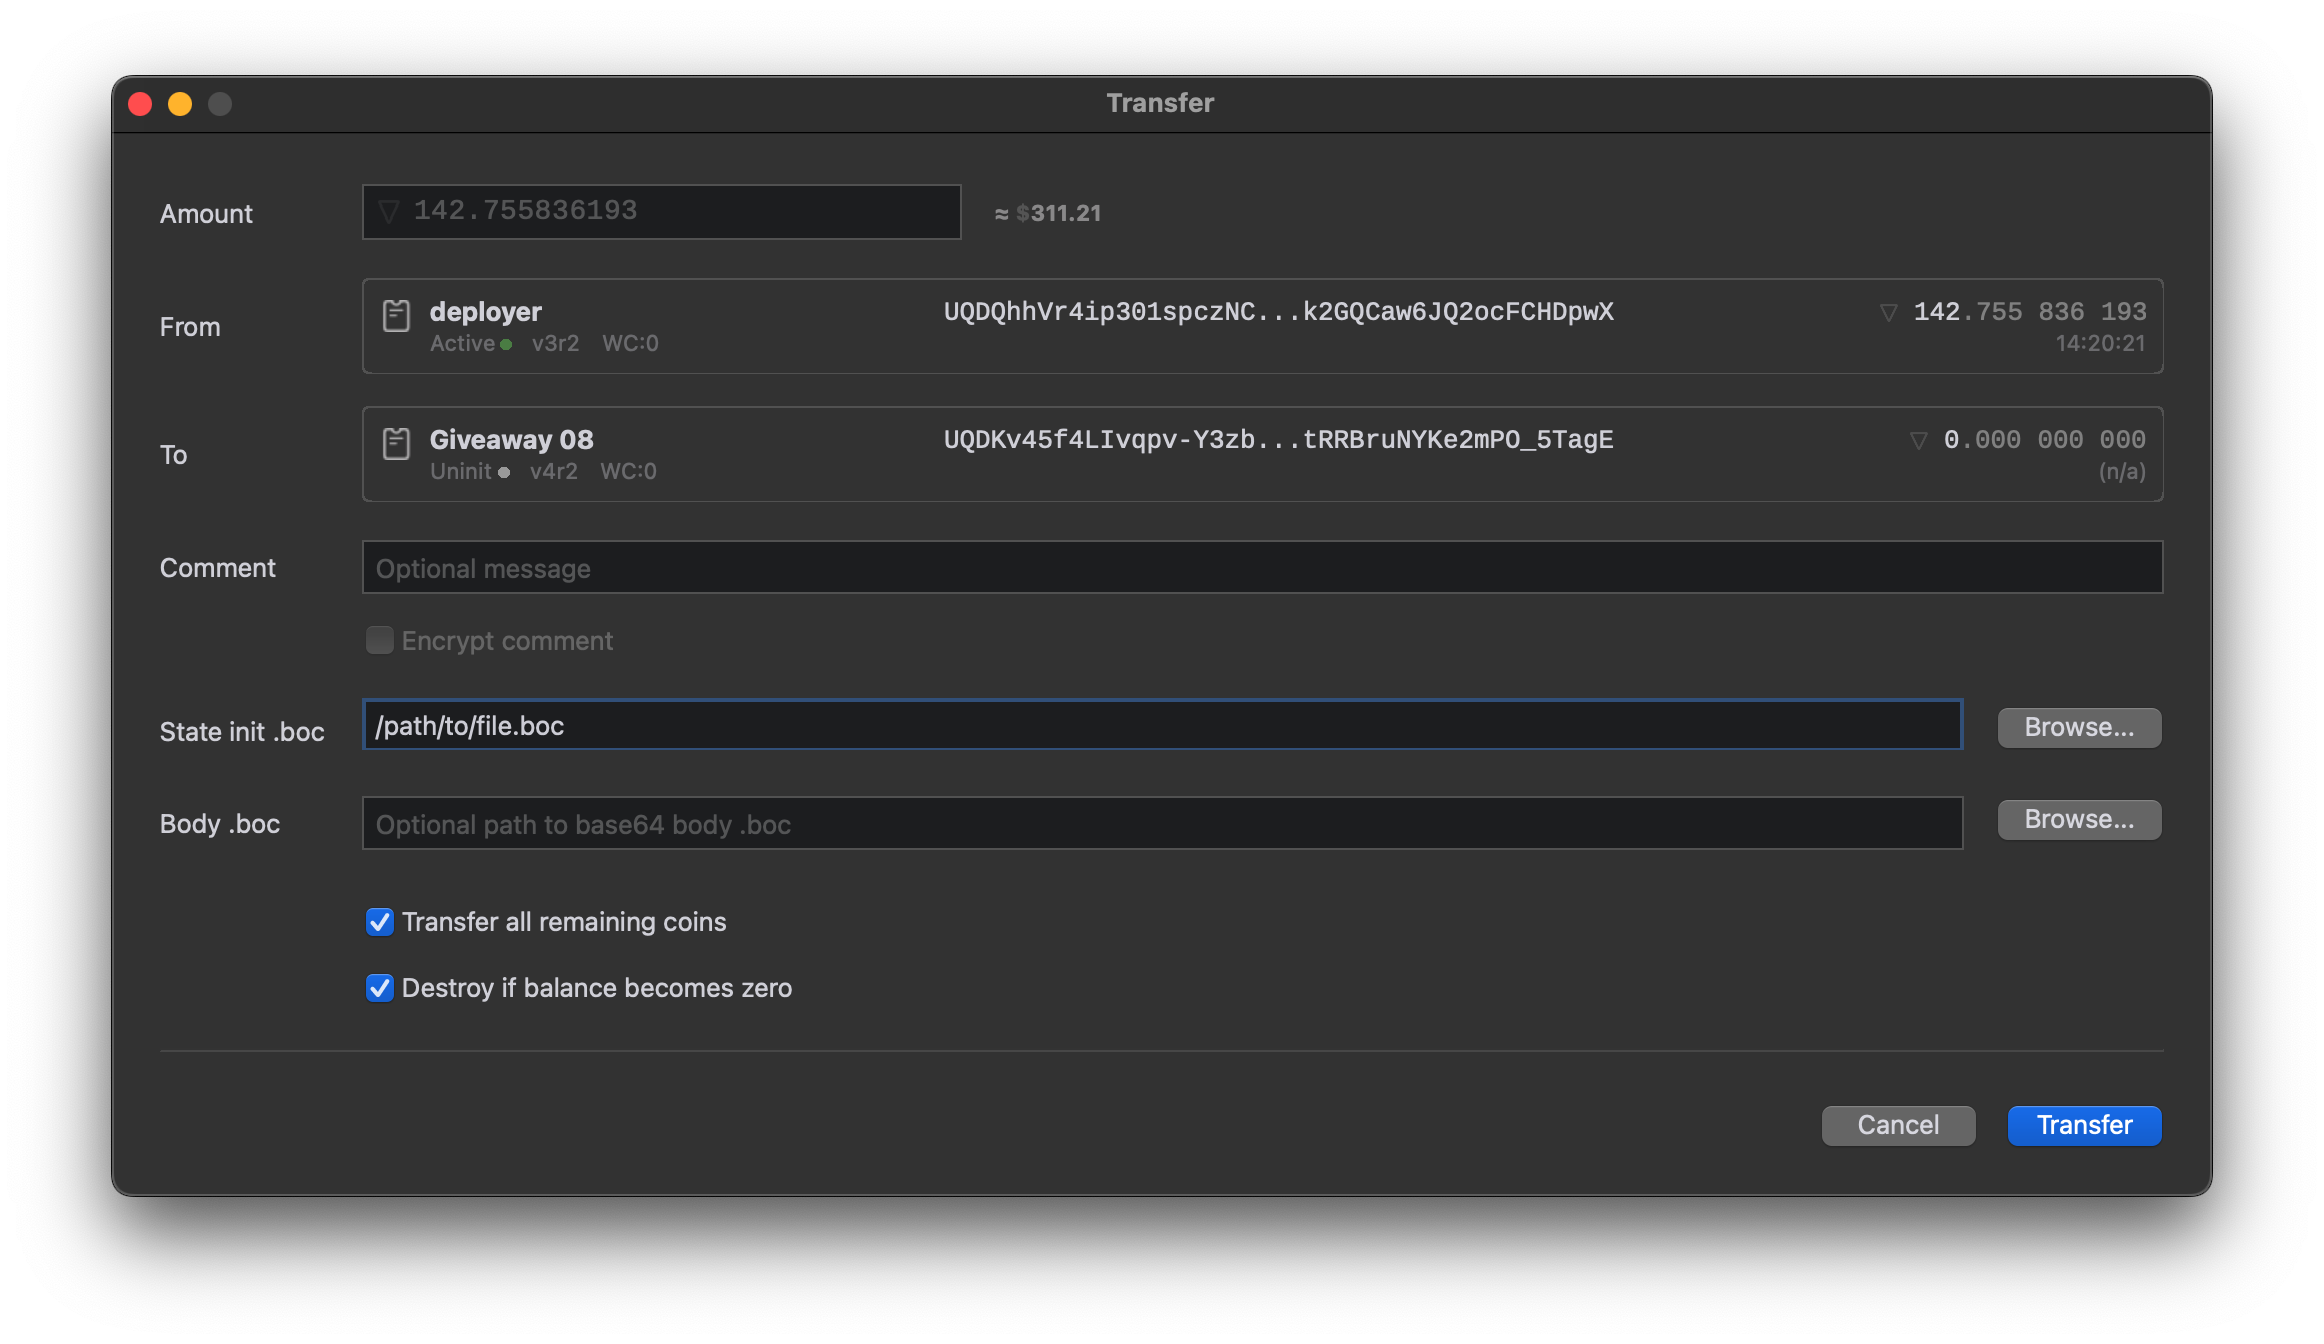 Transfer
Amount
142.755836193
≈ $311.21
From
deployer
UQDQhhVr4ip301spczNC...k2GQCaw6JQ2ocFCHDpwX
142.755 836 193
Active
v3r2
WC:0
14:20:21
To
Giveaway 08
UQDKv45f4LIvqpv-Y3zb...tRRBruNYKe2mPO_5TagE
0.000 000 000
Uninit
v4r2
WC:0
(n/a)
Comment
Optional message
Encrypt comment
State init .boc
/path/to/file.boc
Browse...
Body .boc
Optional path to base64 body .boc
Browse...
Transfer all remaining coins
Destroy if balance becomes zero
Cancel
Transfer